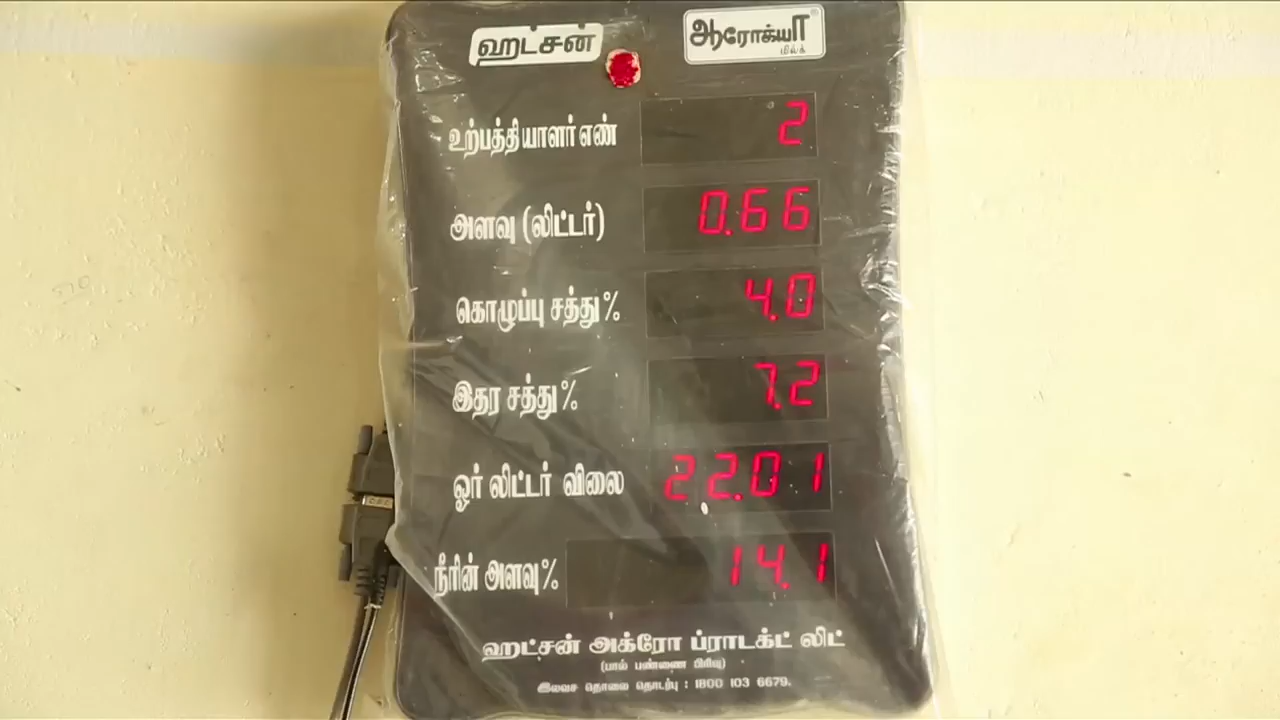 ஹட்சன் ஆரோக்யா
மில்க்
உற்பத்தியாளர் எண் 2
அளவு (லிட்டர்) 0.66
கொழுப்பு சத்து % 4.0
இதர சத்து % 7.2
ஓர் லிட்டர் விலை 22.01
நீரின் அளவு % 14.1
ஹட்சன் அக்ரோ ப்ராடக்ட் லிட்
(பால் பண்ணை பிரிவு)
இலவச தொலை தொடர்பு : 1800 103 6679.